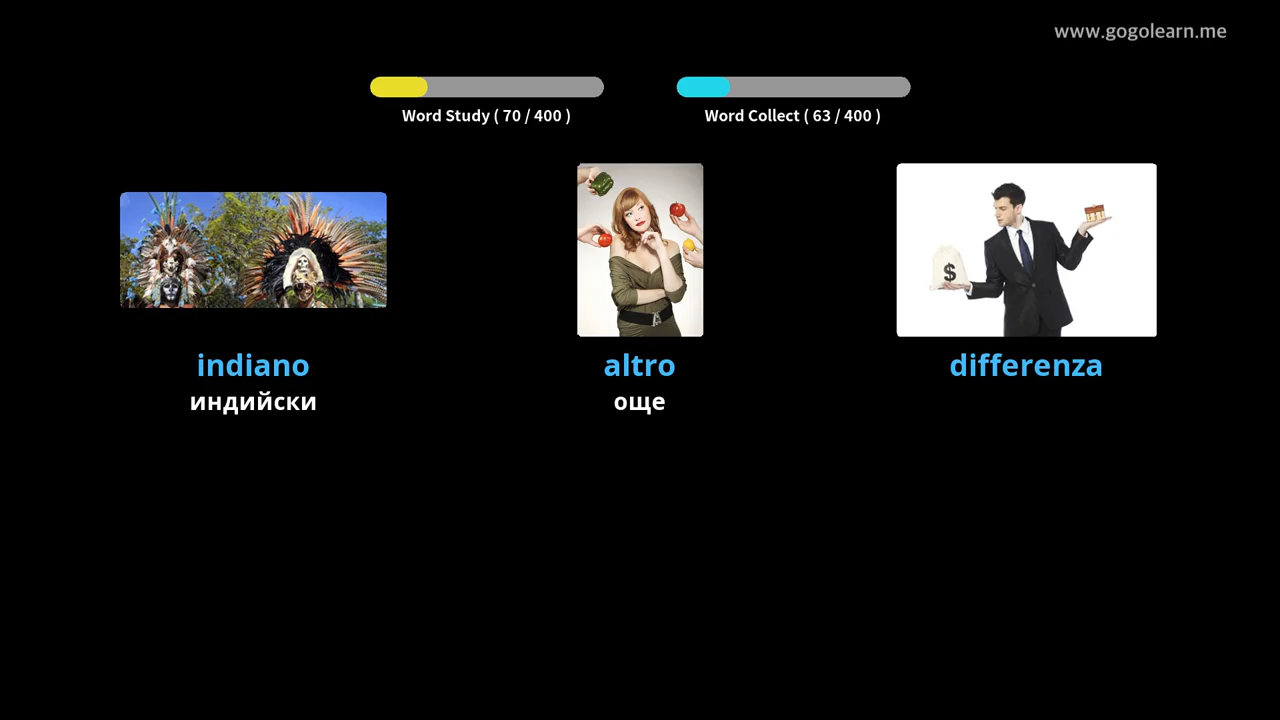 www.gogolearn.me
Word Study ( 70 / 400 )
Word Collect ( 63 / 400 )
$
indiano
altro
differenza
индийски
още